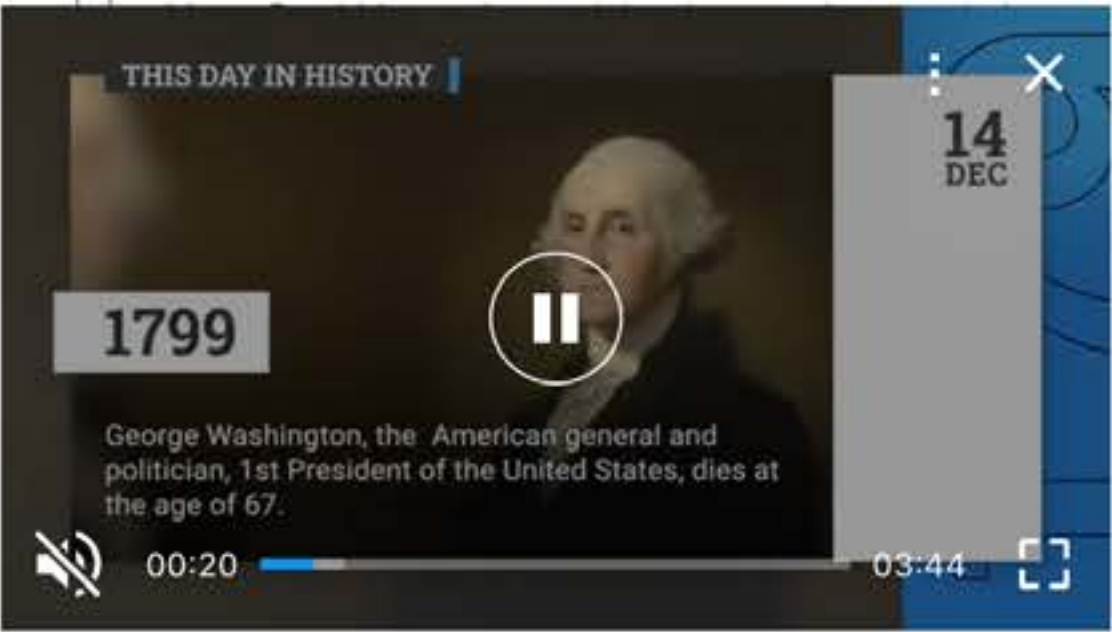 THIS DAY IN HISTORY
14
DEC
1799
George Washington, the American general and
politician, 1st President of the United States, dies at
the age of 67.
00:20
03:44